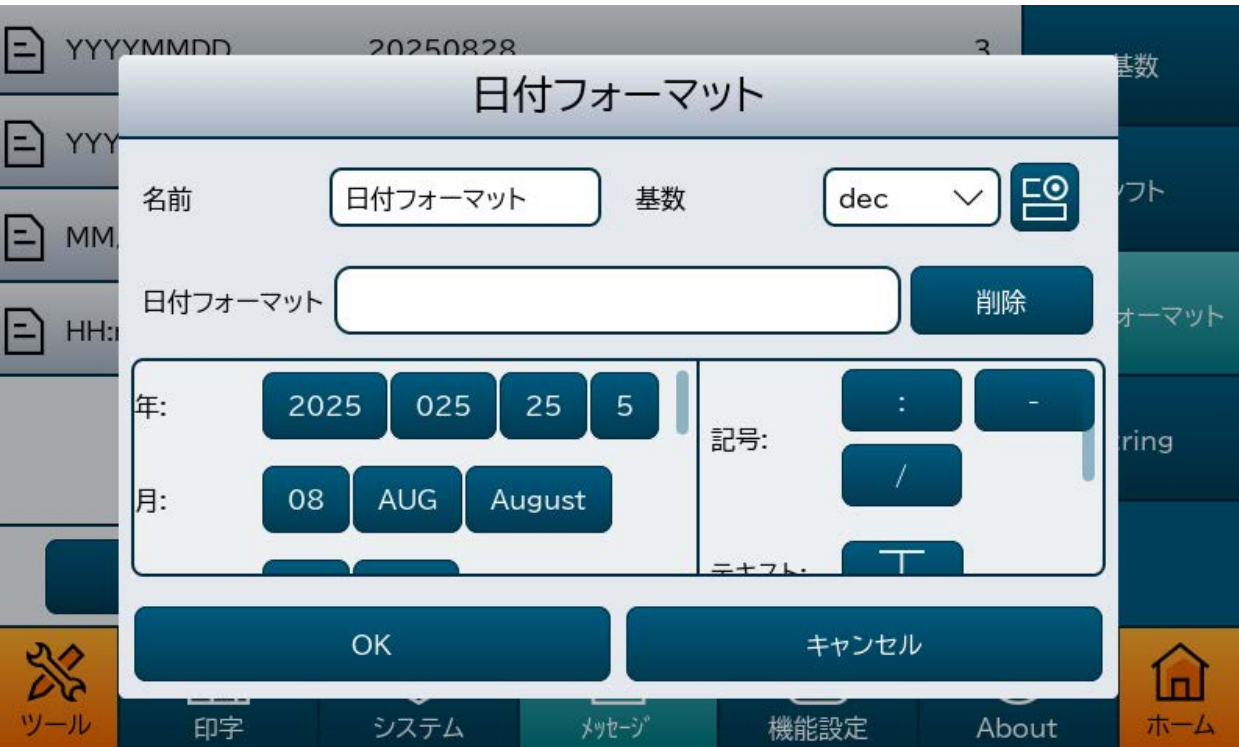 YYYYMMDD 20250828 3
基数
日付フォーマット
YYY
名前 日付フォーマット 基数 dec
フト
MM
日付フォーマット 削除
ォーマット
HH:
年: 2025 025 25 5
: -
記号:
/
ring
月: 08 AUG August
テキスト:
OK キャンセル
ツール 印字 システム メッセージ 機能設定 About ホーム